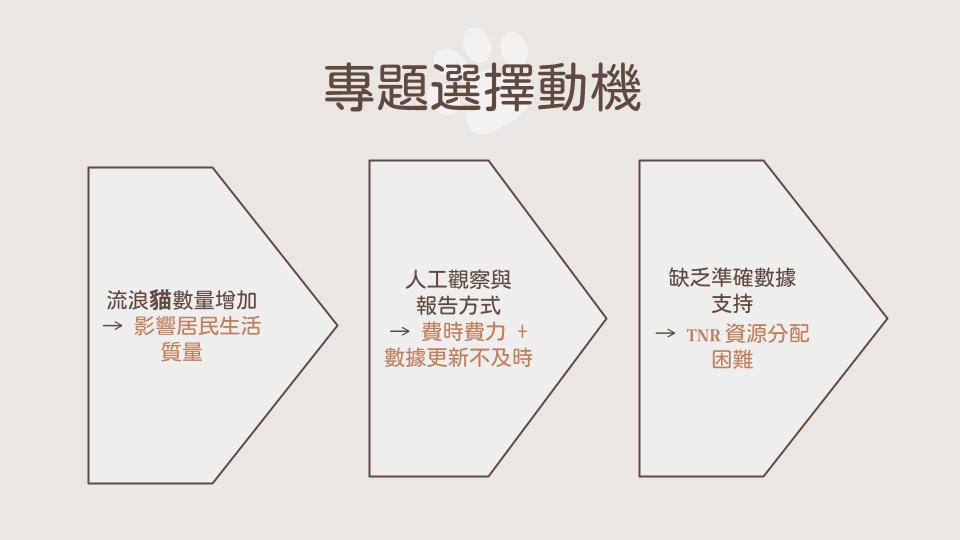 專題選擇動機
流浪貓數量增加
→ 影響居民生活
質量
人工觀察與
報告方式
→ 費時費力 +
數據更新不及時
缺乏準確數據
支持
→ TNR 資源分配
困難